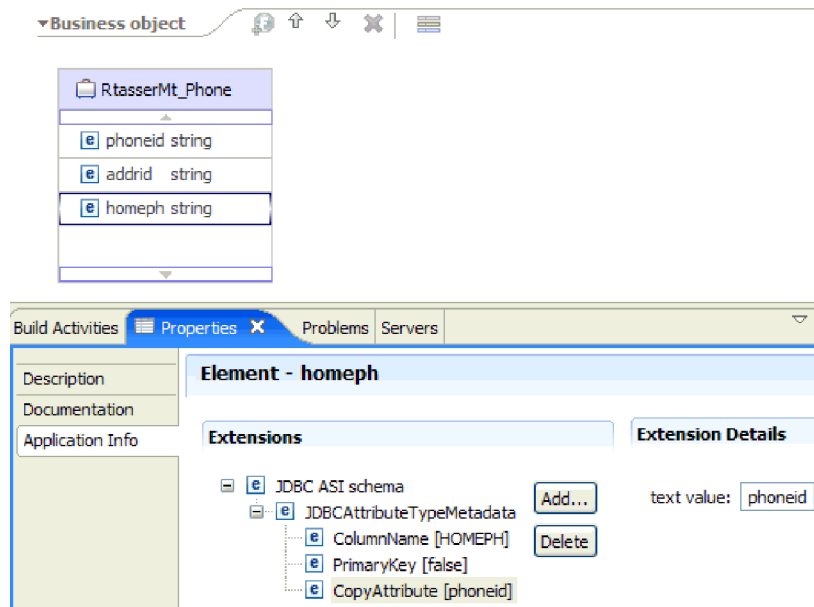 Business object
RtasserMt_Phone
e phoneid string
e addrid string
e homeph string
Build Activities Properties Problems Servers
Description
Documentation
Application Info
Element - homeph
Extensions
e JDBC ASI schema
e JDBCAttributeTypeMetadata
e ColumnName [HOMEPH]
e PrimaryKey [false]
e CopyAttribute [phoneid]
Add...
Delete
Extension Details
text value: phoneid